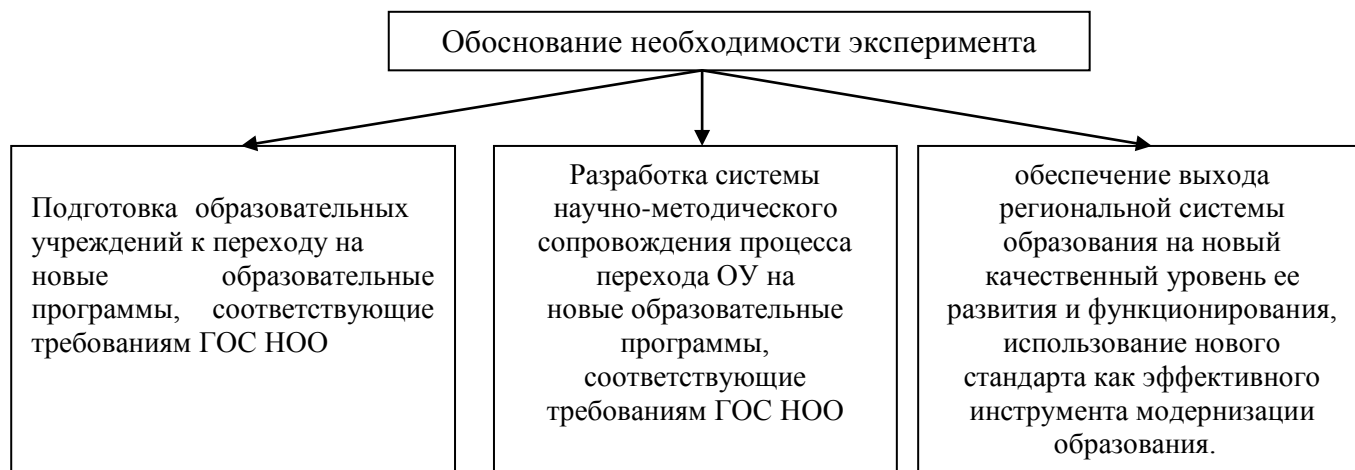 Обоснование необходимости эксперимента
Подготовка образовательных
учреждений к переходу на
новые образовательные
программы, соответствующие
требованиям ГОС НОО
Разработка системы
научно-методического
сопровождения процесса
перехода ОУ на
новые образовательные
программы,
соответствующие
требованиям ГОС НОО
обеспечение выхода
региональной системы
образования на новый
качественный уровень ее
развития и функционирования,
использование нового
стандарта как эффективного
инструмента модернизации
образования.